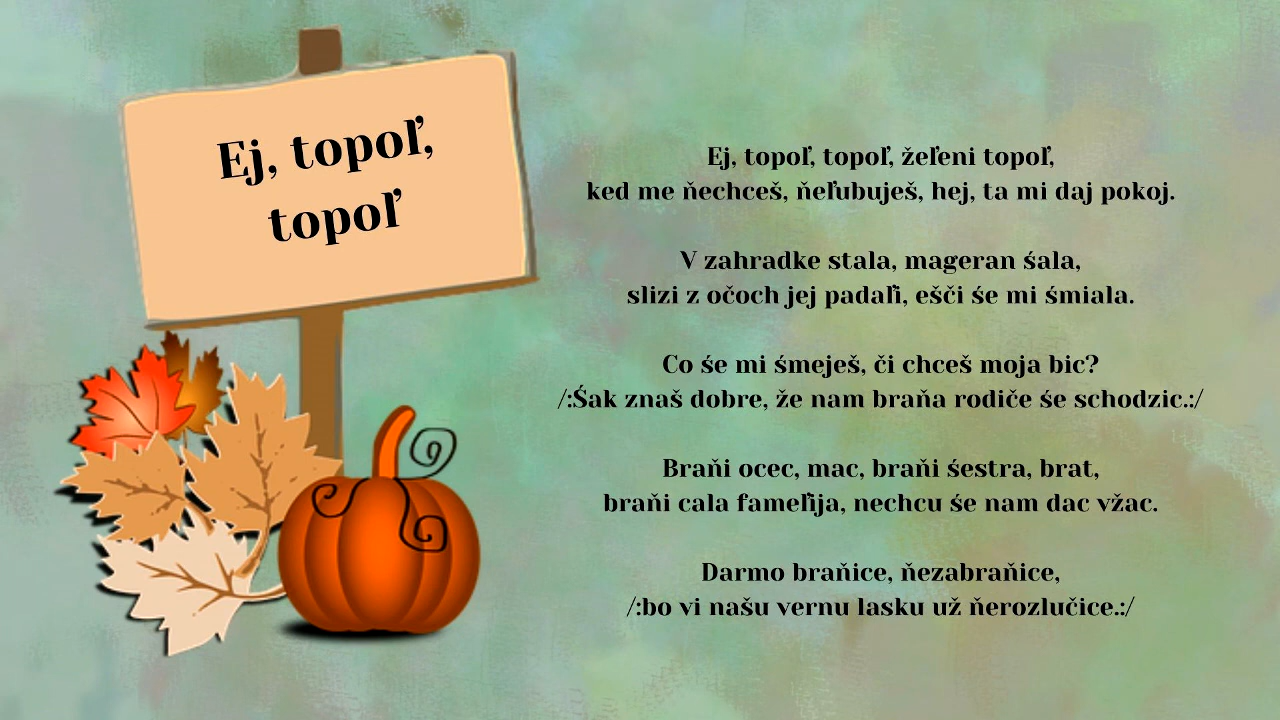 Ej, topoľ,
topoľ
Ej, topoľ, topoľ, žeľeni topoľ,
ked me ňechceš, ňeľubuješ, hej, ta mi daj pokoj.
V zahradke stala, mageran śala,
slizi z očoch jej padaľi, ešči śe mi śmiala.
Co śe mi śmeješ, či chceš moja bic?
/:Śak znaš dobre, že nam braňa rodiče śe schodzic.:/
Braňi ocec, mac, braňi śestra, brat,
braňi cala fameľija, nechcu śe nam dac vžac.
Darmo braňice, ňezabraňice,
/:bo vi našu vernu lasku už ňerozlučice.:/